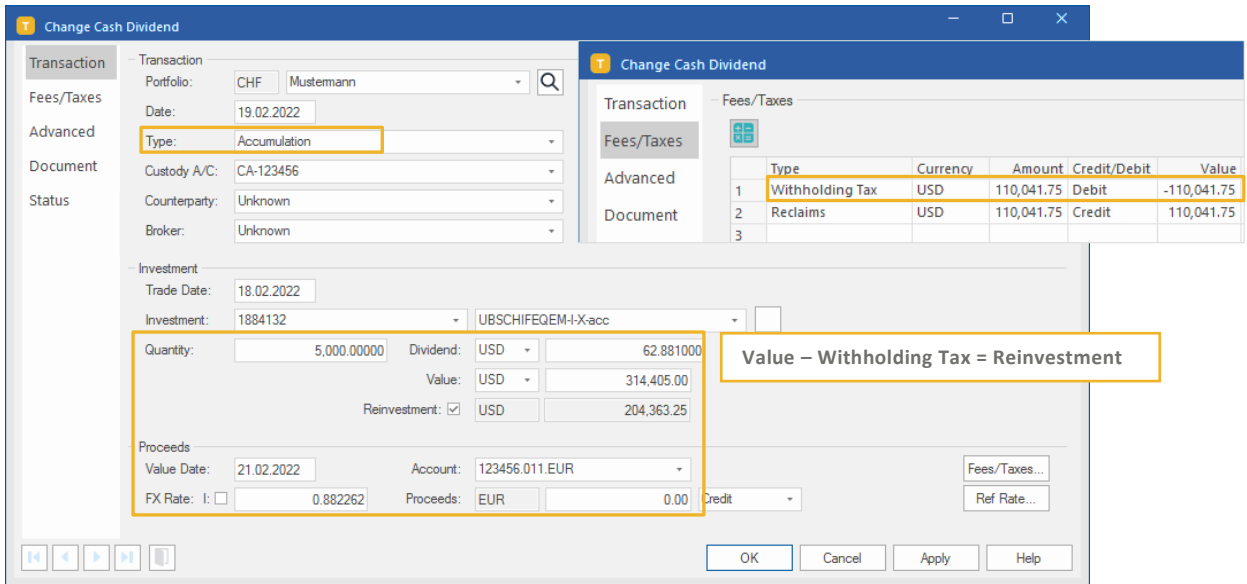 T Change Cash Dividend
Transaction
Fees/Taxes
Advanced
Document
Status
Transaction
Portfolio: CHF Mustermann
Date: 19.02.2022
Type: Accumulation
Custody A/C: CA-123456
Counterparty: Unknown
Broker: Unknown
T Change Cash Dividend
Transaction
Fees/Taxes
Advanced
Document
Fees/Taxes
Type Currency Amount Credit/Debit Value
1 Withholding Tax USD 110,041.75 Debit -110,041.75
2 Reclaims USD 110,041.75 Credit 110,041.75
3
Investment
Trade Date: 18.02.2022
Investment: 1884132 UBSCHIFEQEM-I-X-acc
Quantity: 5,000.00000 Dividend: USD 62.881000
Value: USD 314,405.00
Reinvestment: USD 204,363.25
Value – Withholding Tax = Reinvestment
Proceeds
Value Date: 21.02.2022 Account: 123456.011.EUR Fees/Taxes...
FX Rate: I: 0.882262 Proceeds: EUR 0.00 Credit Ref Rate...
OK Cancel Apply Help